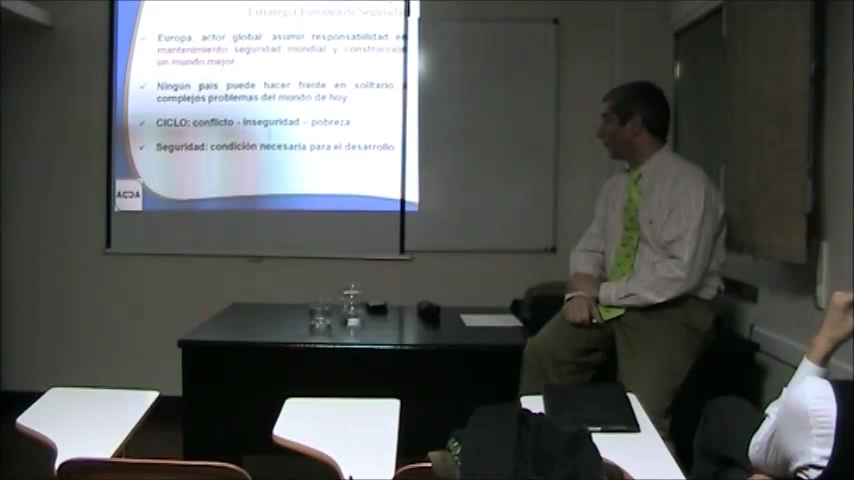 Estrategia Europea de Segurida
Europa, actor global: asumir responsabilidad en
mantenimiento seguridad mundial y construcción
un mundo mejor
Ningún país puede hacer frente en solitario a
complejos problemas del mundo de hoy
CICLO: conflicto - inseguridad – pobreza
Seguridad: condición necesaria para el desarrollo